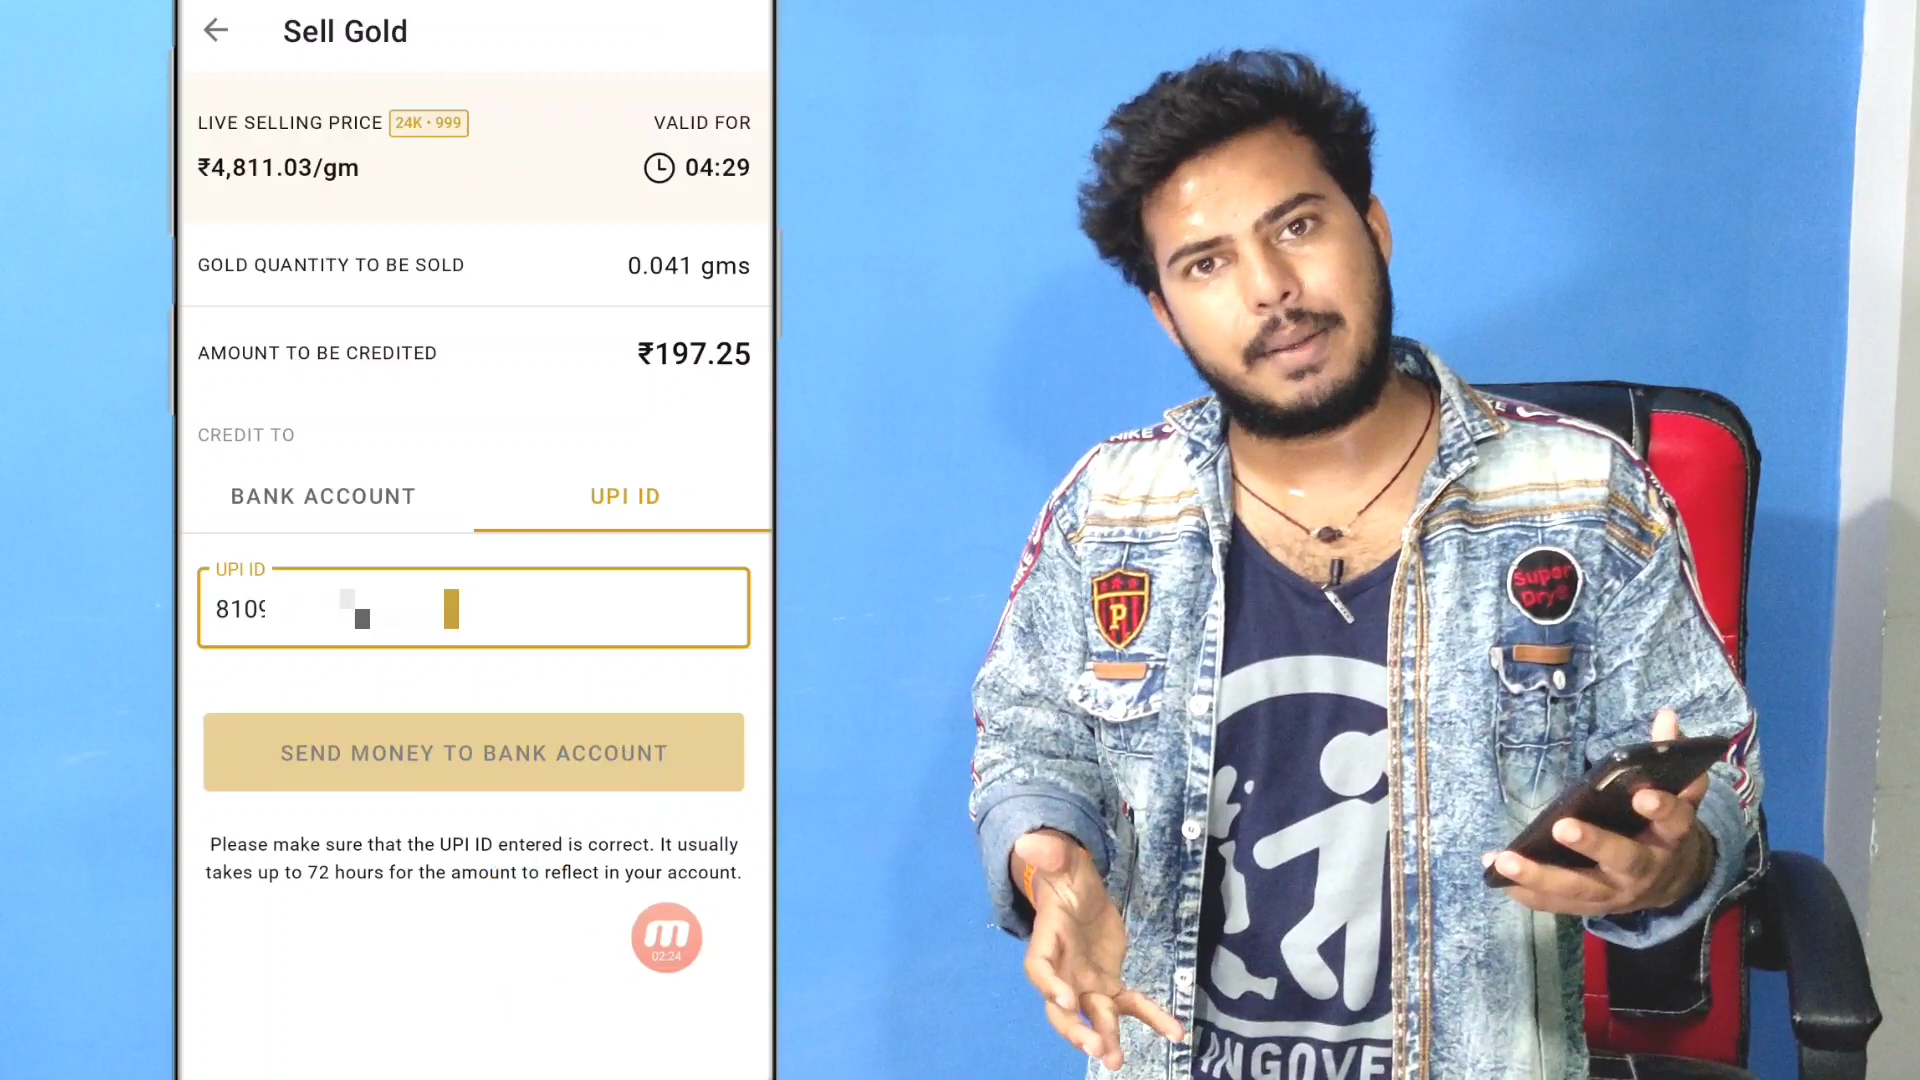 Sell Gold
LIVE SELLING PRICE 24K • 999
VALID FOR
₹4,811.03/gm
04:29
GOLD QUANTITY TO BE SOLD
0.041 gms
AMOUNT TO BE CREDITED
₹197.25
CREDIT TO
BANK ACCOUNT
UPI ID
UPI ID
8109
SEND MONEY TO BANK ACCOUNT
Please make sure that the UPI ID entered is correct. It usually
takes up to 72 hours for the amount to reflect in your account.
m
02:24
P
Super
Dry